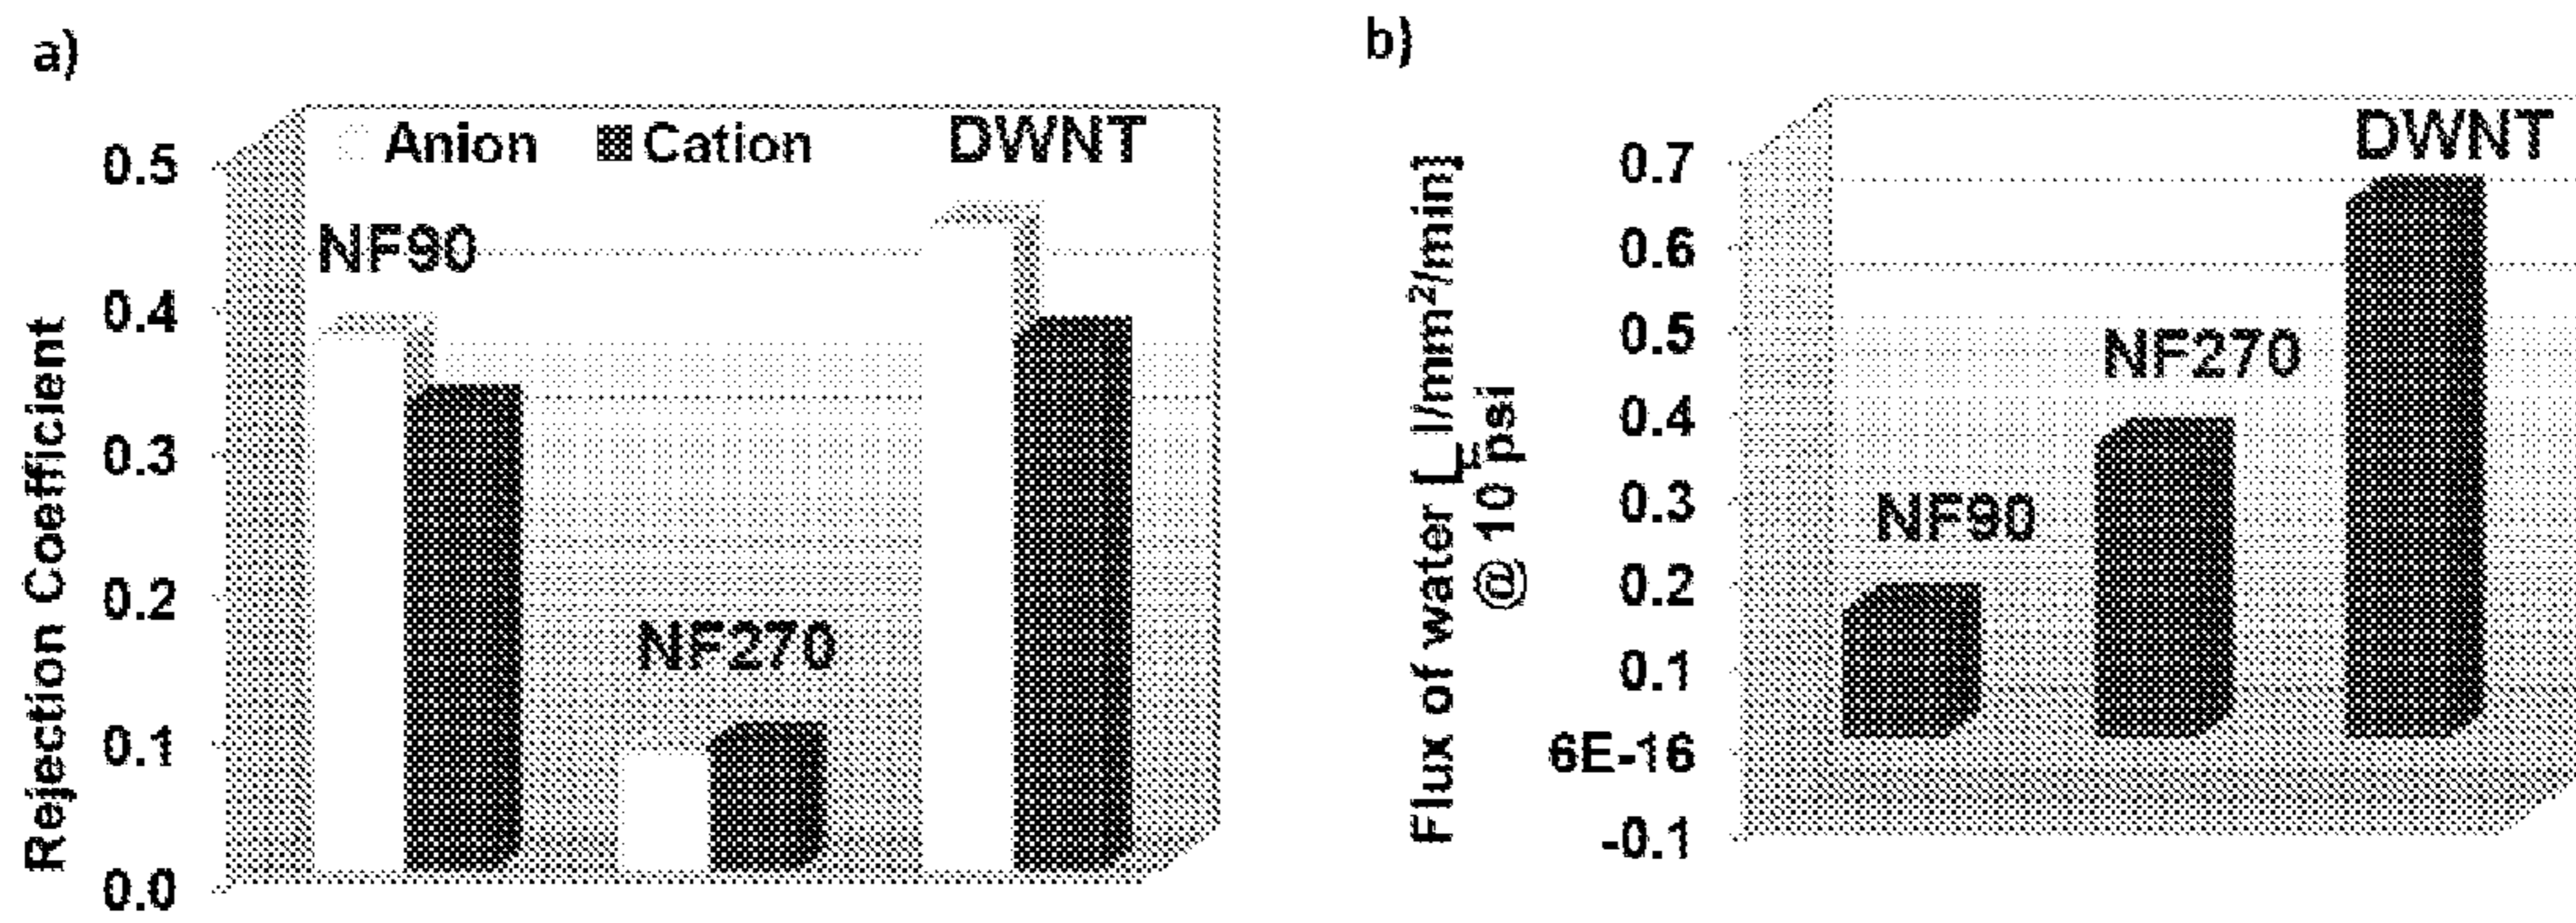 a)
Anion Cation DWNT
NF90
NF270
0.5
0.4
0.3
0.2
0.1
0.0
Rejection Coefficient
b)
DWNT
NF270
NF90
0.7
0.6
0.5
0.4
0.3
0.2
0.1
6E-16
-0.1
Flux of water [μl/mm²/min]
@ 10 psi